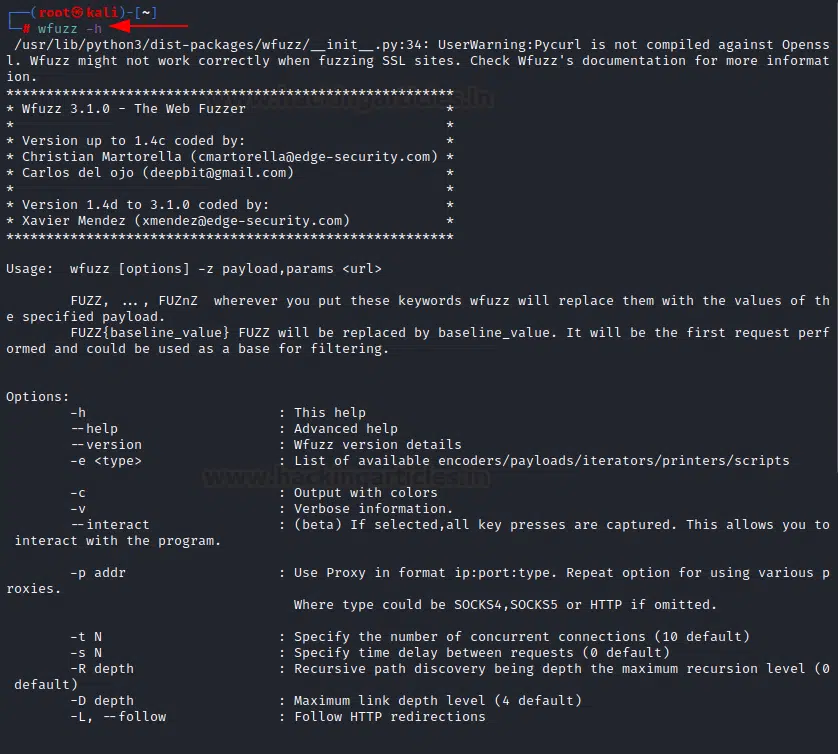 ┌──(root㉿kali)-[~]
└─# wfuzz -h
/usr/lib/python3/dist-packages/wfuzz/__init__.py:34: UserWarning:Pycurl is not compiled against Openss
l. Wfuzz might not work correctly when fuzzing SSL sites. Check Wfuzz's documentation for more informat
ion.
********************************************************
www.hackingarticles.in
* Wfuzz 3.1.0 - The Web Fuzzer                         *
*                                                      *
* Version up to 1.4c coded by:                         *
* Christian Martorella (cmartorella@edge-security.com) *
* Carlos del ojo (deepbit@gmail.com)                   *
*                                                      *
* Version 1.4d to 3.1.0 coded by:                      *
* Xavier Mendez (xmendez@edge-security.com)            *
********************************************************
Usage:  wfuzz [options] -z payload,params <url>
FUZZ, ..., FUZnZ  wherever you put these keywords wfuzz will replace them with the values of th
e specified payload.
FUZZ{baseline_value} FUZZ will be replaced by baseline_value. It will be the first request perf
ormed and could be used as a base for filtering.
Options:
-h                        : This help
--help                    : Advanced help
--version                 : Wfuzz version details
-e <type>                 : List of available encoders/payloads/iterators/printers/scripts
www.hackingarticles.in
-c                        : Output with colors
-v                        : Verbose information.
--interact                : (beta) If selected,all key presses are captured. This allows you to
interact with the program.
-p addr                   : Use Proxy in format ip:port:type. Repeat option for using various p
roxies.
Where type could be SOCKS4,SOCKS5 or HTTP if omitted.
-t N                      : Specify the number of concurrent connections (10 default)
-s N                      : Specify time delay between requests (0 default)
-R depth                  : Recursive path discovery being depth the maximum recursion level (0
default)
-D depth                  : Maximum link depth level (4 default)
-L, --follow              : Follow HTTP redirections